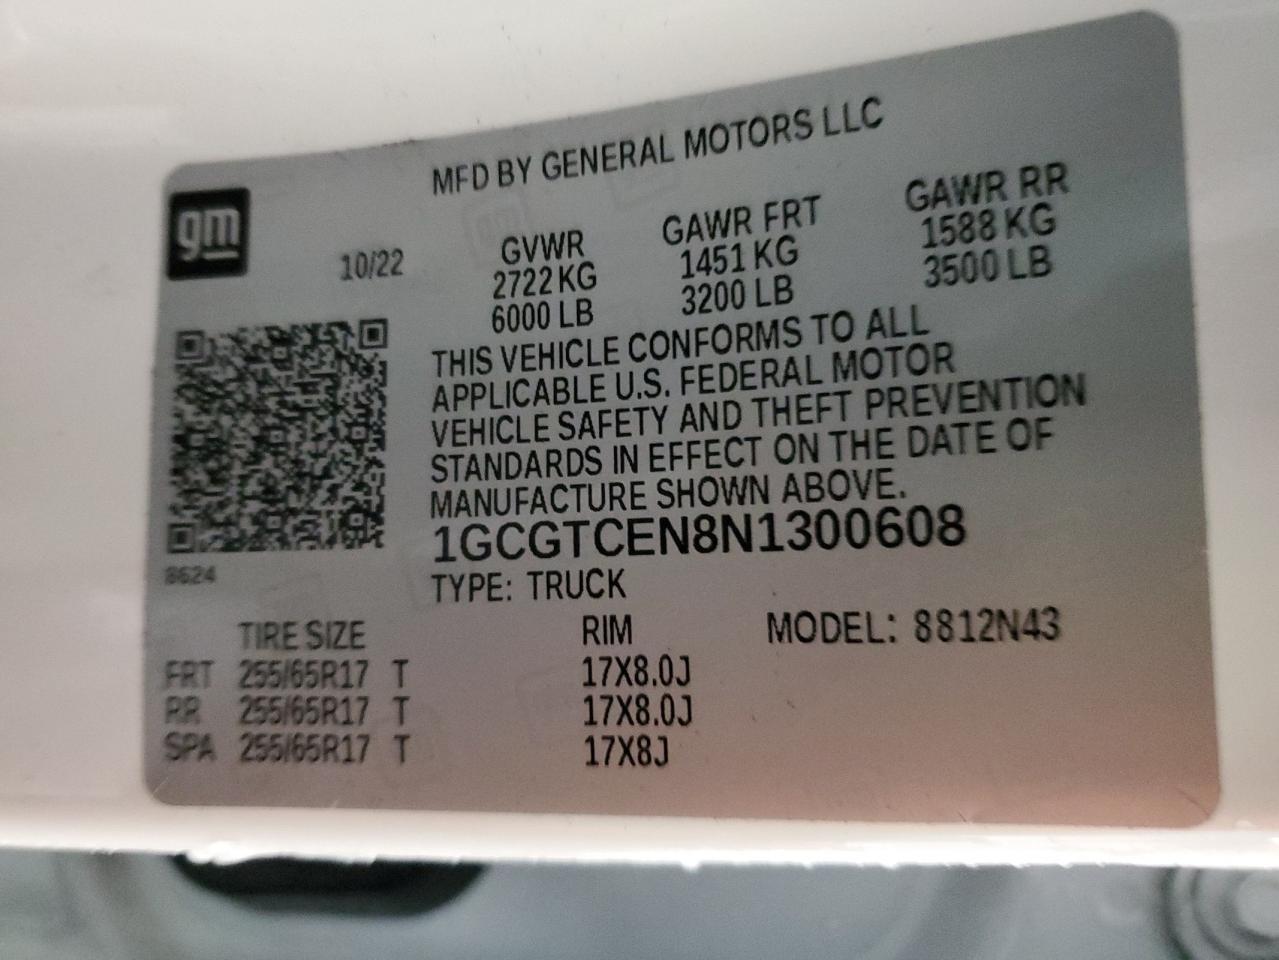 MFD BY GENERAL MOTORS LLC
gm
10/22
GVWR GAWR FRT GAWR RR
2722 KG 1451 KG 1588 KG
6000 LB 3200 LB 3500 LB
THIS VEHICLE CONFORMS TO ALL
APPLICABLE U.S. FEDERAL MOTOR
VEHICLE SAFETY AND THEFT PREVENTION
STANDARDS IN EFFECT ON THE DATE OF
MANUFACTURE SHOWN ABOVE.
1GCGTCEN8N1300608
8624
TYPE: TRUCK
TIRE SIZE RIM MODEL: 8812N43
FRT 255/65R17 T 17X8.0J
RR 255/65R17 T 17X8.0J
SPA 255/65R17 T 17X8J